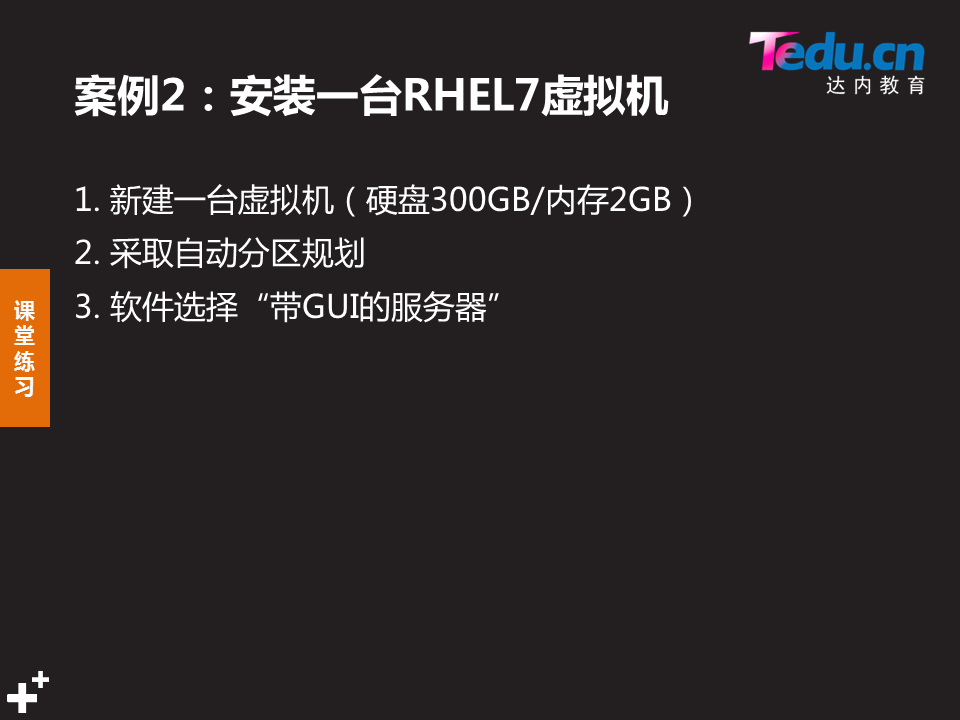 Tedu.cn
达内教育
案例2：安装一台RHEL7虚拟机
1. 新建一台虚拟机（硬盘300GB/内存2GB）
2. 采取自动分区规划
3. 软件选择“带GUI的服务器”
课堂练习